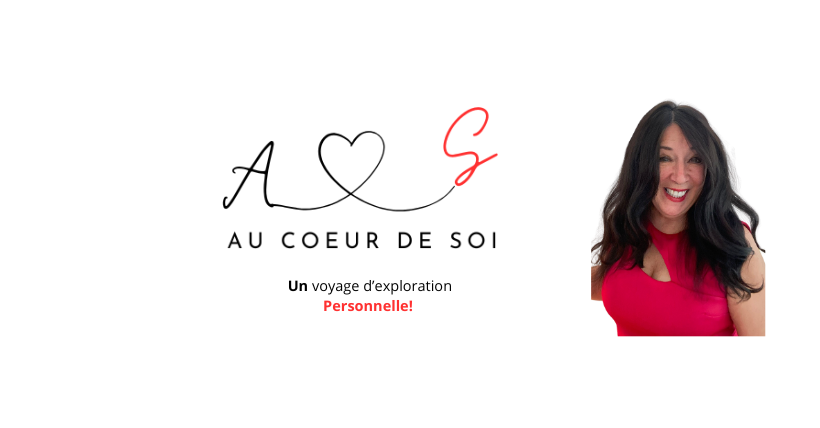 A S
AU COEUR DE SOI
Un voyage d’exploration
Personnelle!